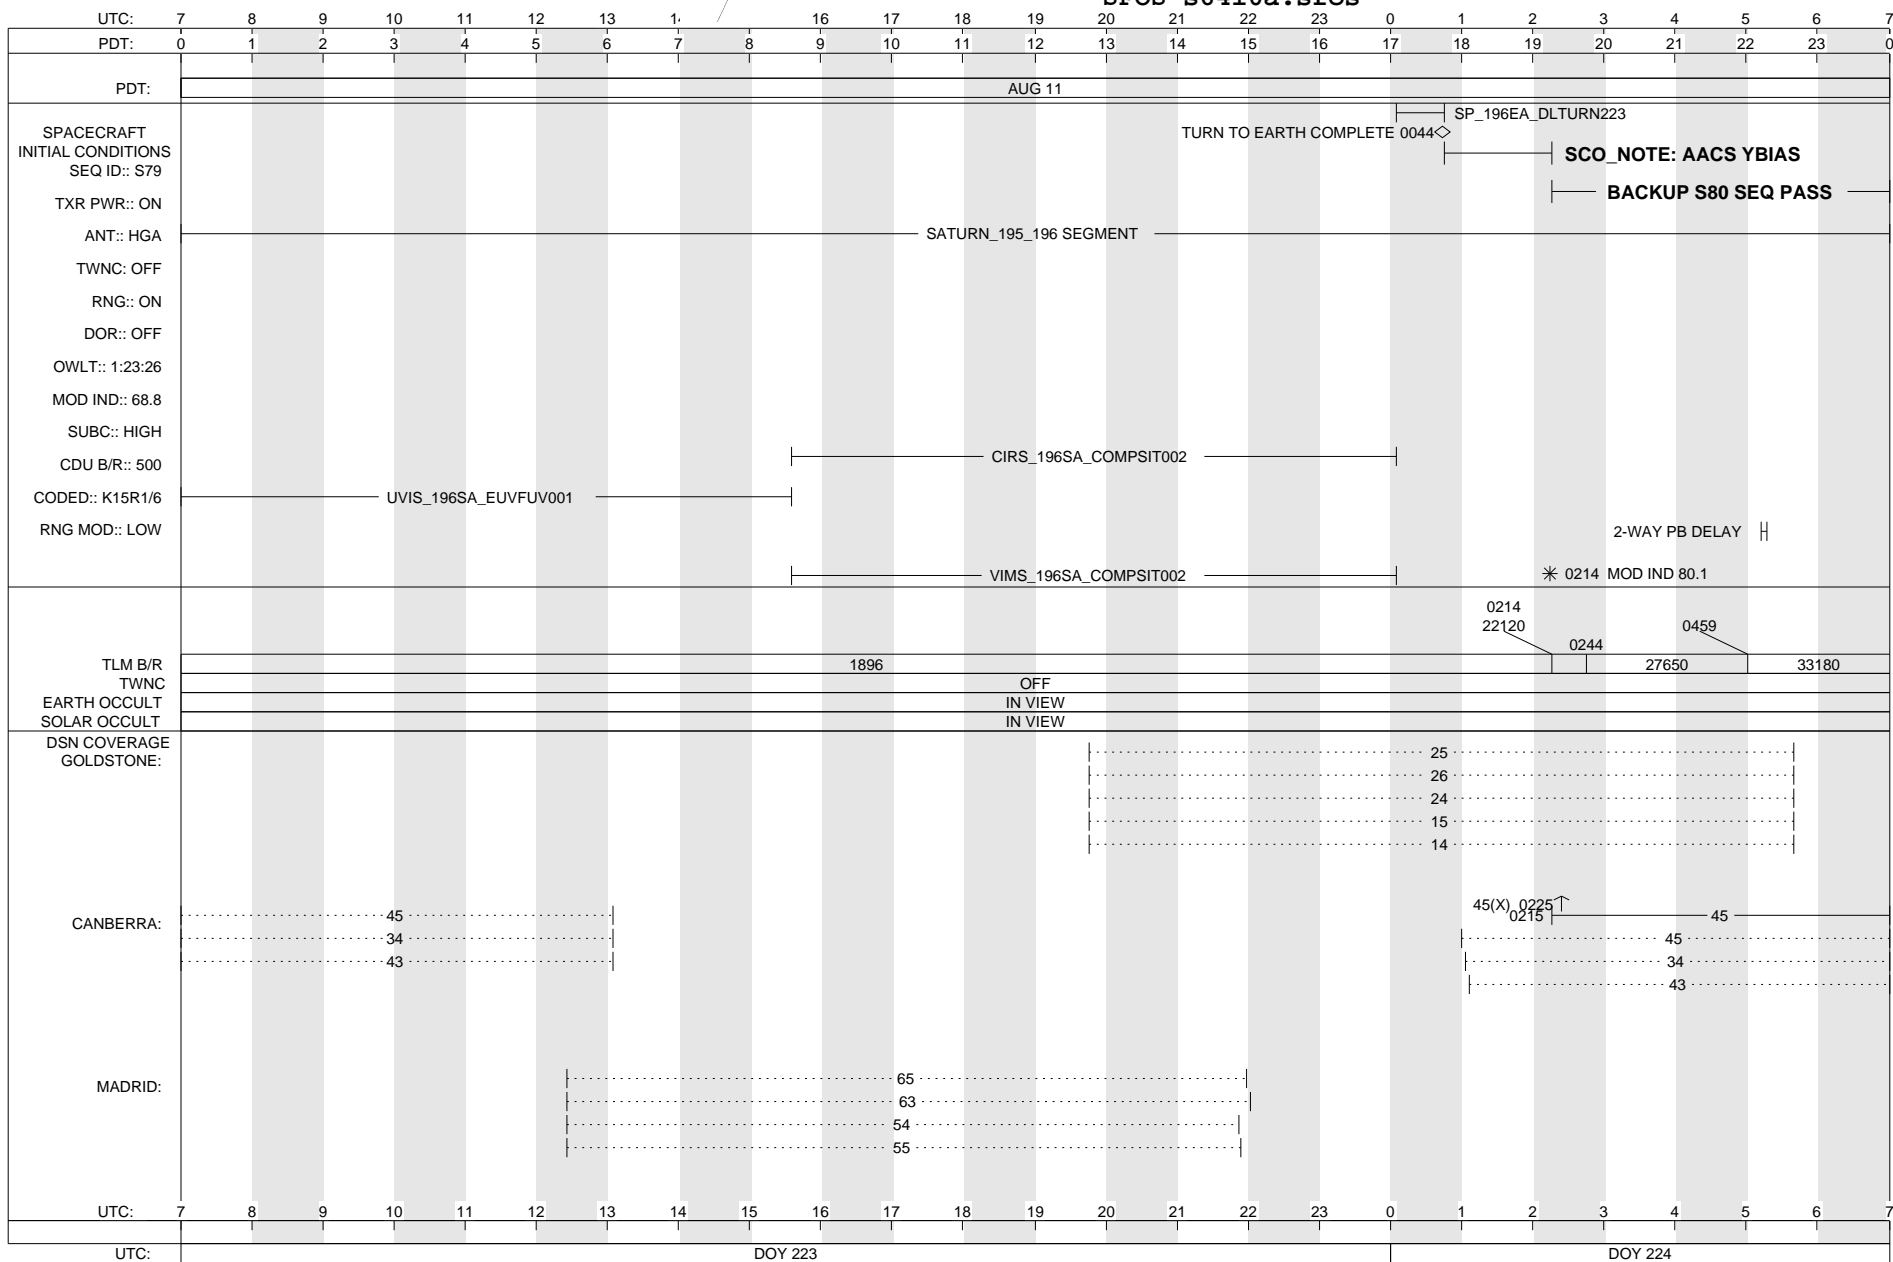 UTC: 7 8 9 10 11 12 13 16 17 18 19 20 21 22 23 0 1 2 3 4 5 6 7
PDT: 0 1 2 3 4 5 6 7 8 9 10 11 12 13 14 15 16 17 18 19 20 21 22 23 0
PDT: AUG 11
SP_196EA_DLTURN223
SPACECRAFT TURN TO EARTH COMPLETE 0044
INITIAL CONDITIONS SCO_NOTE: AACS YBIAS
SEQ ID:: S79
BACKUP S80 SEQ PASS
TXR PWR:: ON
ANT:: HGA SATURN_195_196 SEGMENT
TWNC: OFF
RNG:: ON
DOR:: OFF
OWLT:: 1:23:26
MOD IND:: 68.8
SUBC:: HIGH
CDU B/R:: 500 CIRS_196SA_COMPSIT002
CODED:: K15R1/6 UVIS_196SA_EUVFUV001
RNG MOD:: LOW 2-WAY PB DELAY
VIMS_196SA_COMPSIT002 0214 MOD IND 80.1
0214
22120 0459
0244
TLM B/R 1896 27650 33180
TWNC OFF
EARTH OCCULT IN VIEW
SOLAR OCCULT IN VIEW
DSN COVERAGE
GOLDSTONE: 25
26
24
15
14
45(X) 0225
CANBERRA: 45 0215 45
34 45
43 34
43
MADRID: 65
63
54
55
UTC: 7 8 9 10 11 12 13 14 15 16 17 18 19 20 21 22 23 0 1 2 3 4 5 6 7
UTC: DOY 223 DOY 224